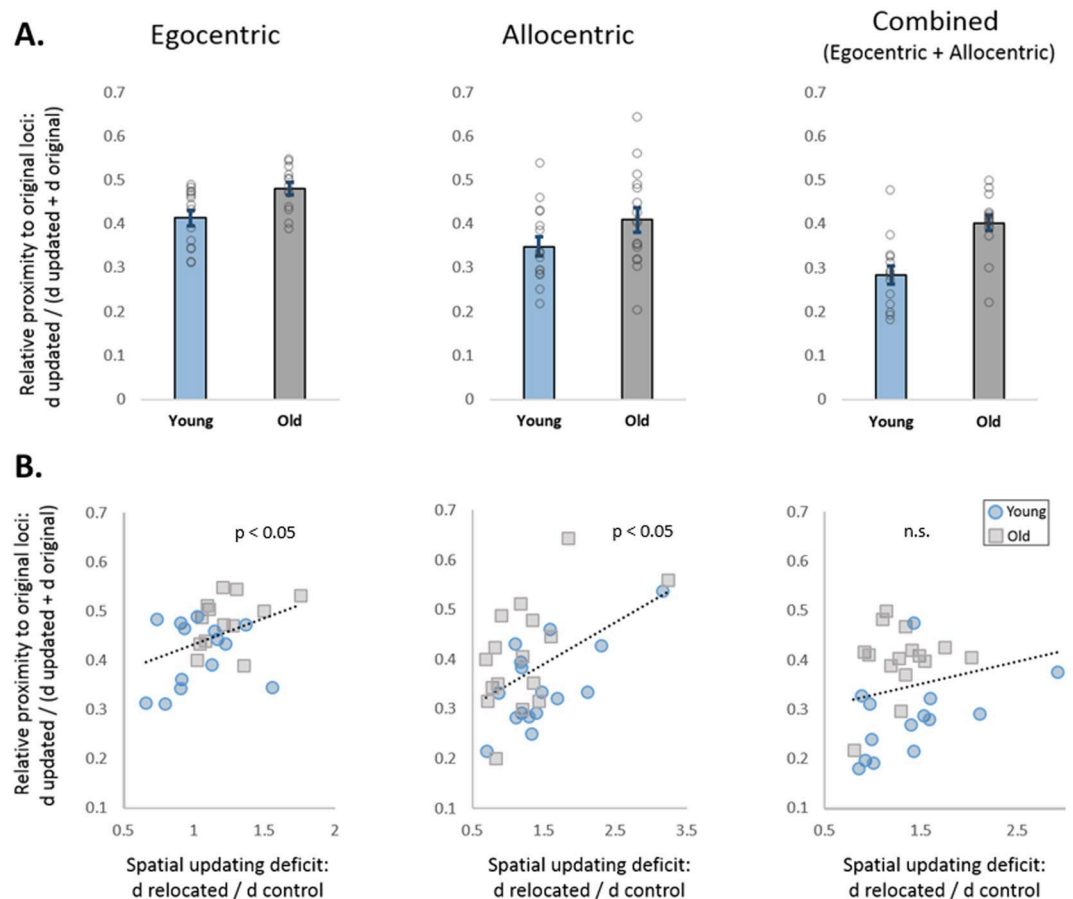 A.
Egocentric
Allocentric
Combined
(Egocentric + Allocentric)
Relative proximity to original loci:
d updated / (d updated + d original)
0.7
0.6
0.5
0.4
0.3
0.2
0.1
0
Young Old
0.7
0.6
0.5
0.4
0.3
0.2
0.1
0
Young Old
0.7
0.6
0.5
0.4
0.3
0.2
0.1
0
Young Old
B.
Relative proximity to original loci:
d updated / (d updated + d original)
0.7
0.6
0.5
0.4
0.3
0.2
0.1
p < 0.05
0.5 1 1.5 2
Spatial updating deficit:
d relocated / d control
0.7
0.6
0.5
0.4
0.3
0.2
0.1
p < 0.05
0.5 1.5 2.5 3.5
Spatial updating deficit:
d relocated / d control
0.7
0.6
0.5
0.4
0.3
0.2
0.1
n.s.
Young
Old
0.5 1.5 2.5
Spatial updating deficit:
d relocated / d control